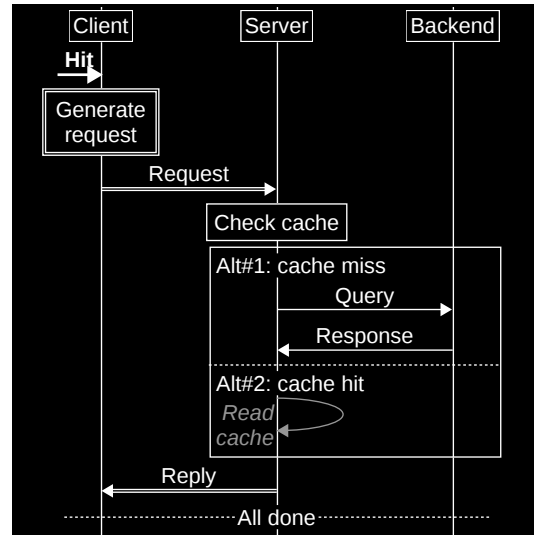 Client Server Backend
Hit
Generate
request
Request
Check cache
Alt#1: cache miss
Query
Response
Alt#2: cache hit
Read
cache
Reply
All done